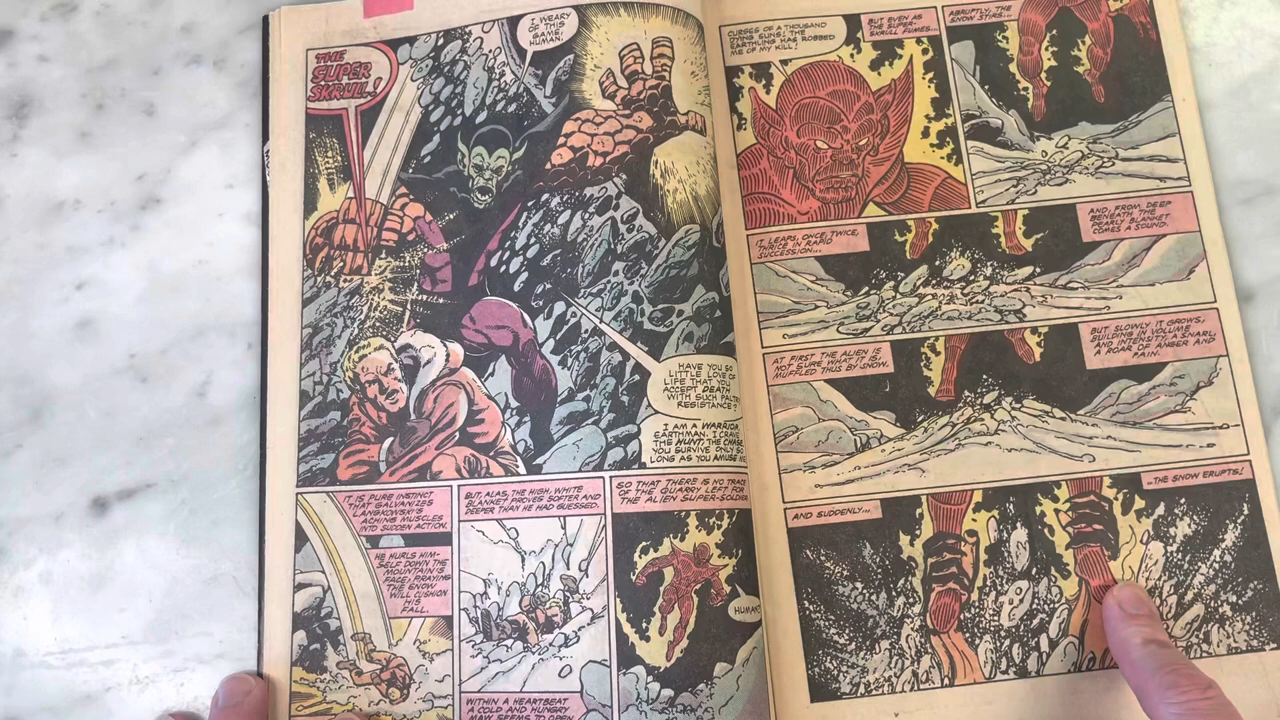 THE
SUPER
SKRULL!
I WEARY
OF THIS
GAME,
HUMAN!
HAVE YOU SO
LITTLE LOVE OF
LIFE THAT YOU
ACCEPT DEATH
WITH SUCH PALTRY
RESISTANCE?
I AM A WARRIOR,
EARTHMAN. I CRAVE
THE HUNT, THE CHASE.
YOU SURVIVE ONLY SO
LONG AS YOU AMUSE ME.
IT IS PURE INSTINCT
THAT GALVANIZES
LANGKOWSKI'S
ACHING MUSCLES
INTO SUDDEN ACTION.
HE HURLS HIM-
SELF DOWN THE
MOUNTAIN'S
FACE, PRAYING
THE SNOW
WILL CUSHION
HIS
FALL.
BUT ALAS, THE HIGH, WHITE
BLANKET PROVES SOFTER AND
DEEPER THAN HE HAD GUESSED.
WITHIN A HEARTBEAT
A COLD AND HUNGRY
MAW SEEMS TO OPEN
SO THAT THERE IS NO TRACE
OF THE QUARRY LEFT FOR
THE ALIEN SUPER-SOLDIER.
HUMAN?
CURSES OF A THOUSAND
DYING SUNS! THE
EARTHLING HAS ROBBED
ME OF MY KILL!
BUT EVEN AS
THE SUPER-
SKRULL FUMES...
ABRUPTLY, THE
SNOW STIRS...
IT LEAPS, ONCE, TWICE,
THRICE IN RAPID
SUCCESSION...
AND, FROM DEEP
BENEATH THE
PEARLY BLANKET
COMES A SOUND.
AT FIRST THE ALIEN IS
NOT SURE WHAT IT IS,
MUFFLED THUS BY SNOW.
BUT SLOWLY IT GROWS,
BUILDING IN VOLUME
AND INTENSITY, A SNARL,
A ROAR OF ANGER AND
PAIN.
AND SUDDENLY...
...THE SNOW ERUPTS!